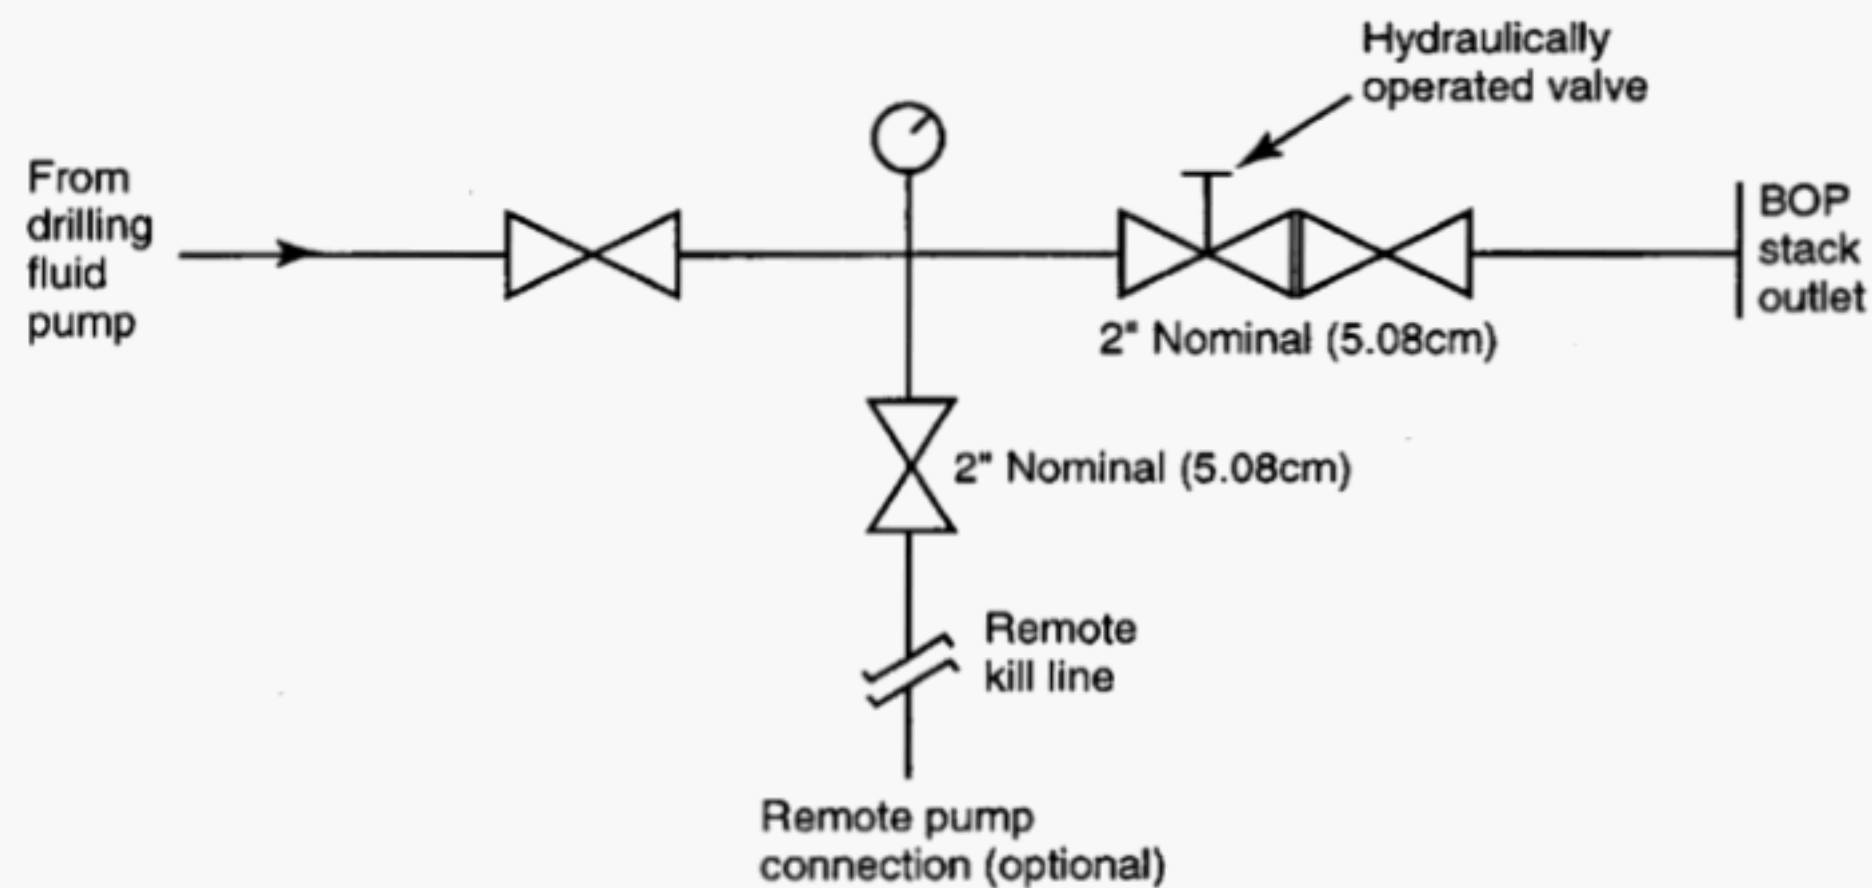 Hydraulically
operated valve
From
drilling
fluid
pump
BOP
stack
outlet
2" Nominal (5.08cm)
2" Nominal (5.08cm)
Remote
kill line
Remote pump
connection (optional)